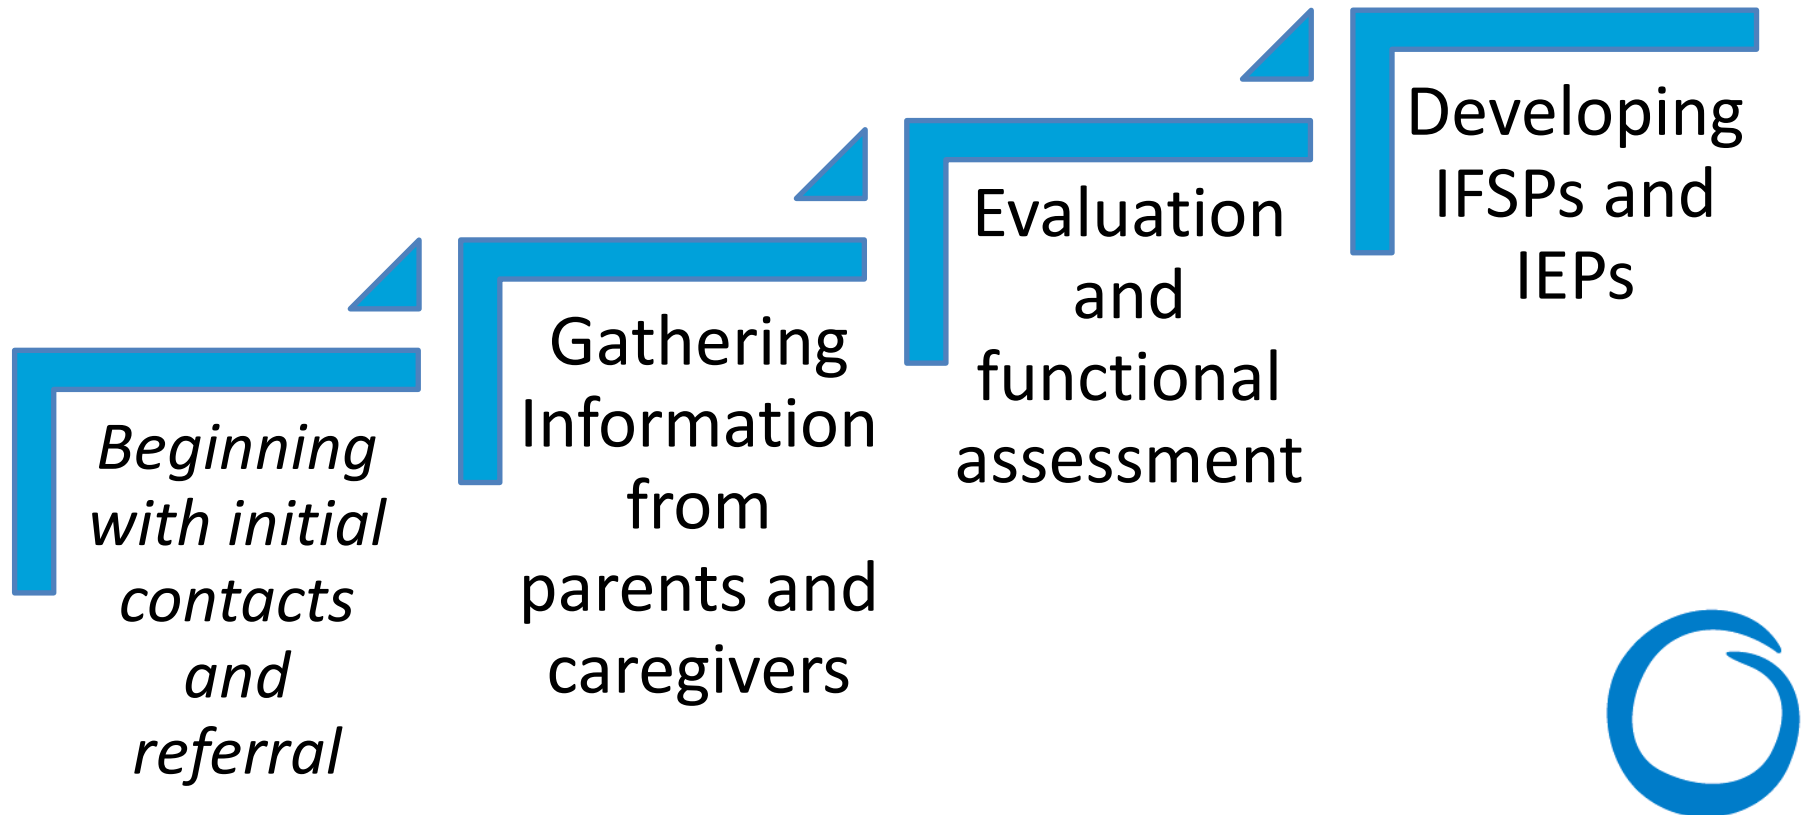 Beginning
with initial
contacts
and
referral
Gathering
Information
from
parents and
caregivers
Evaluation
and
functional
assessment
Developing
IFSPs and
IEPs